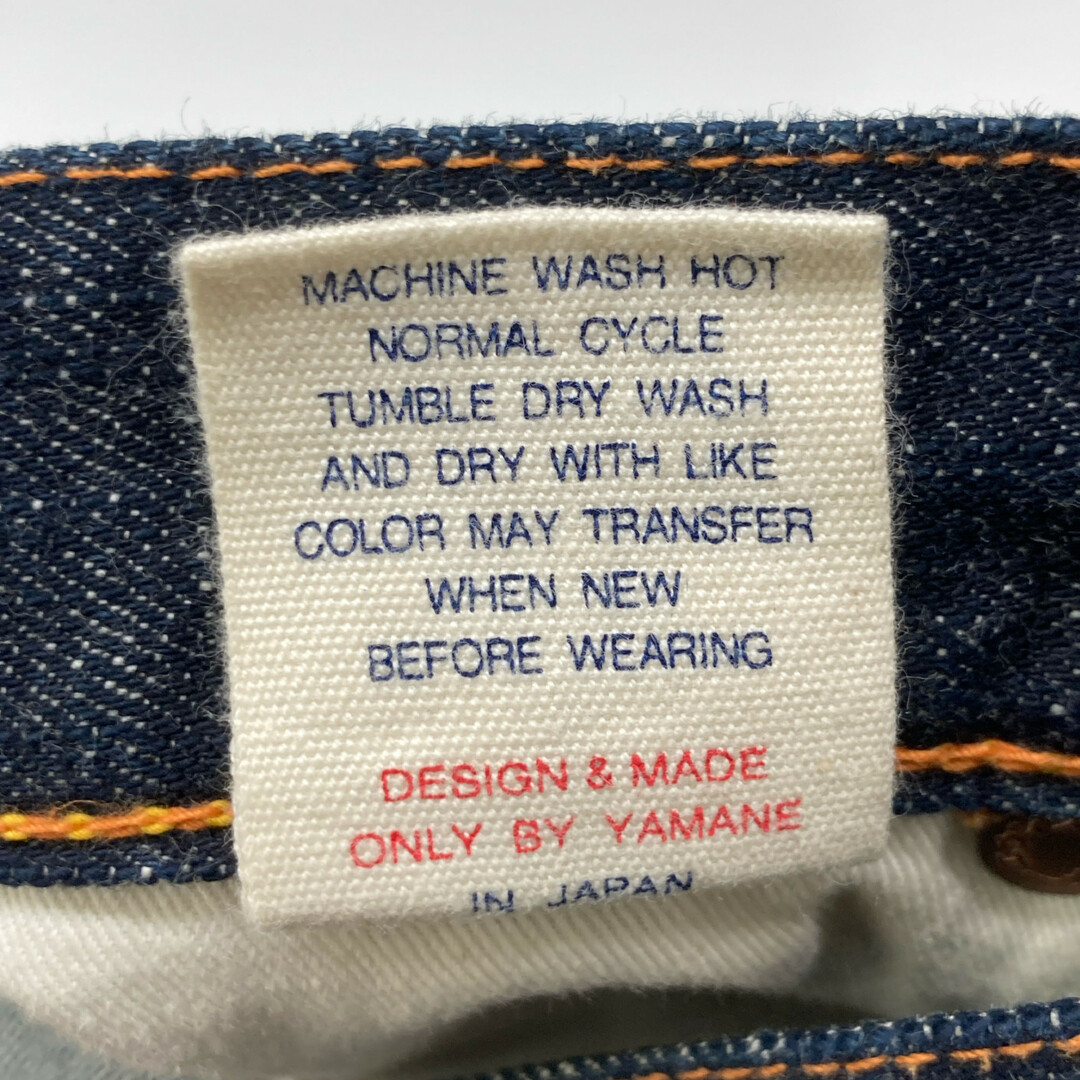 MACHINE WASH HOT
NORMAL CYCLE
TUMBLE DRY WASH
AND DRY WITH LIKE
COLOR MAY TRANSFER
WHEN NEW
BEFORE WEARING
DESIGN & MADE
ONLY BY YAMANE
IN JAPAN